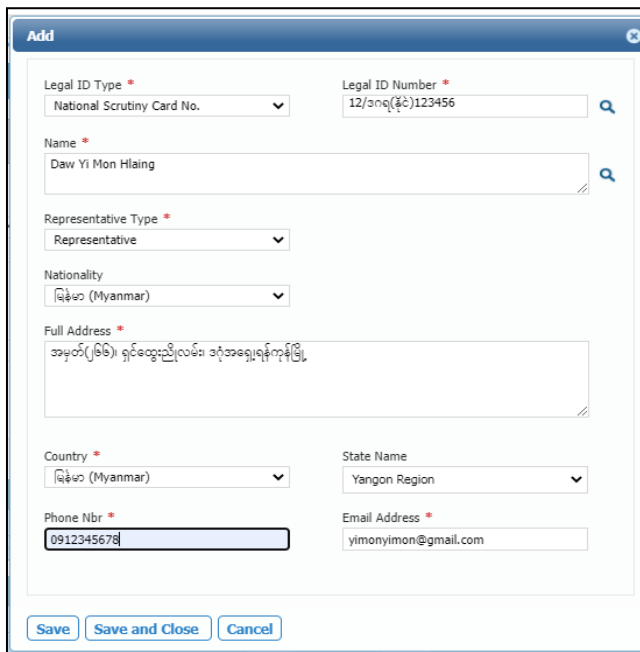 Add
Legal ID Type * Legal ID Number *
National Scrutiny Card No. 12/ဒဂရ(နိုင်)123456
Name *
Daw Yi Mon Hlaing
Representative Type *
Representative
Nationality
မြန်မာ (Myanmar)
Full Address *
အမှတ်(၂၆၆)၊ ရှင်ထွေးညိုလမ်း၊ ဒဂုံအရှေ့ရန်ကုန်မြို့
Country * State Name
မြန်မာ (Myanmar) Yangon Region
Phone Nbr * Email Address *
0912345678 yimonyimon@gmail.com
Save Save and Close Cancel